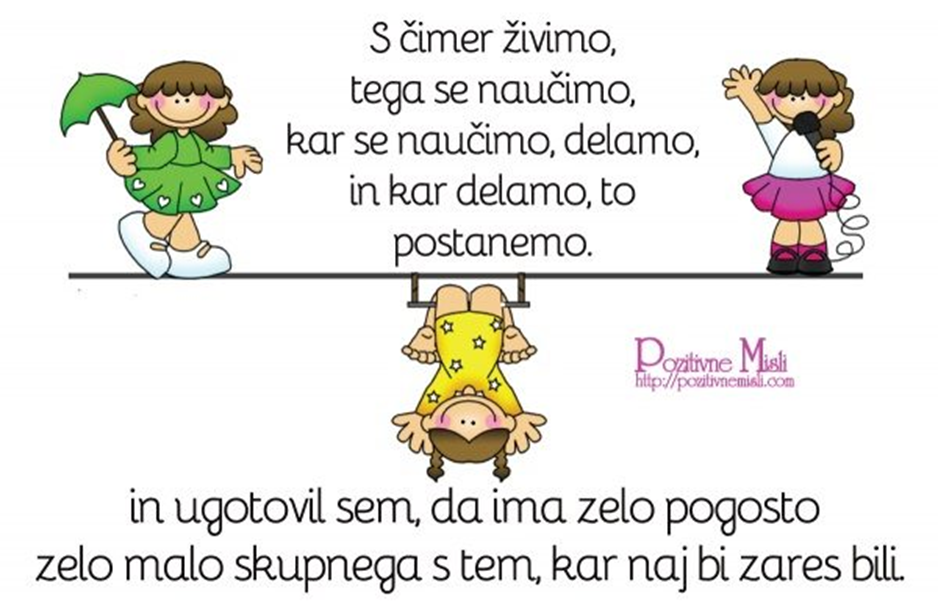 S čimer živimo,
tega se naučimo,
kar se naučimo, delamo,
in kar delamo, to
postanemo.
Pozitivne Misli
http://pozitivnemisli.com
in ugotovil sem, da ima zelo pogosto
zelo malo skupnega s tem, kar naj bi zares bili.